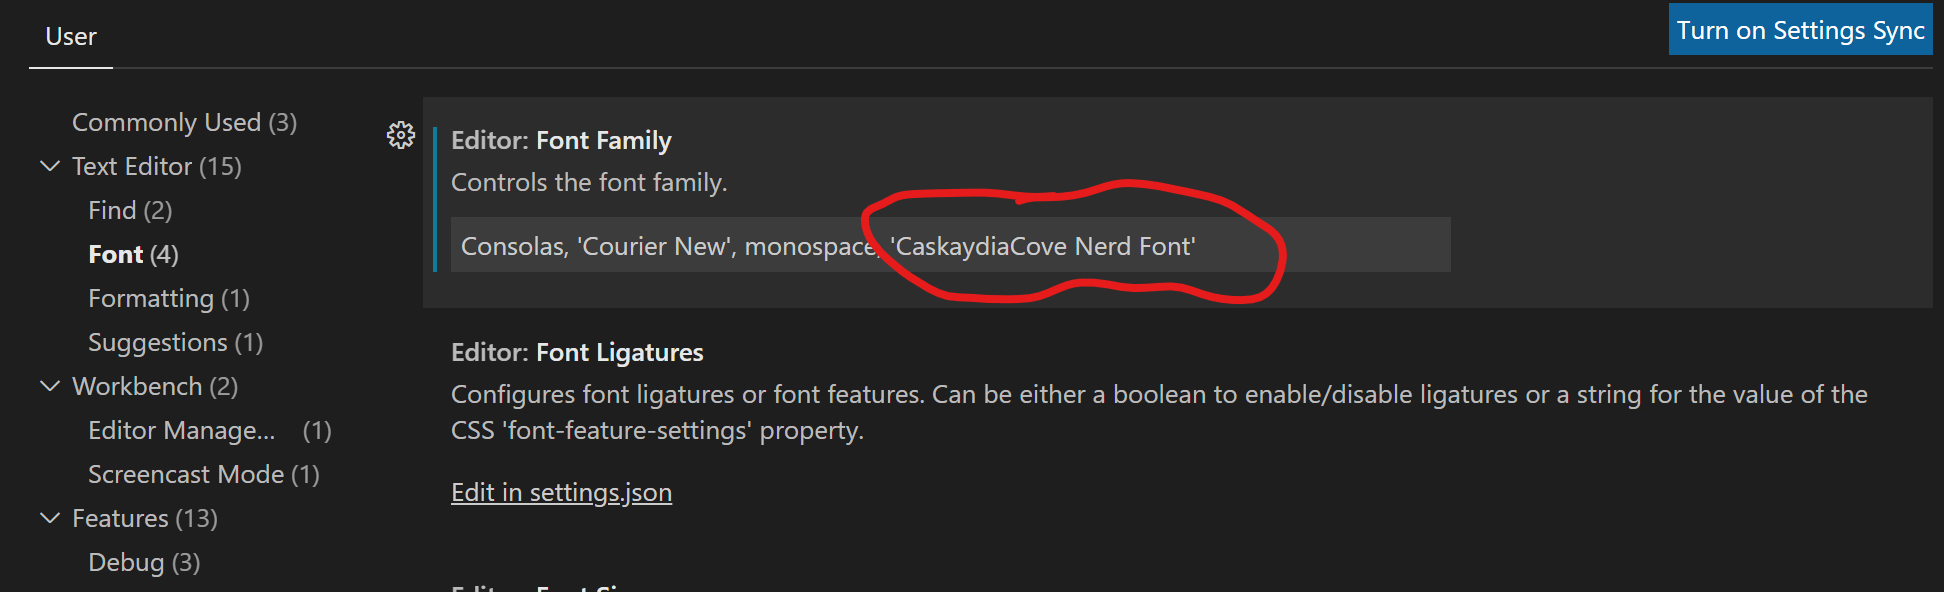 User
Turn on Settings Sync
Commonly Used (3)
Text Editor (15)
Find (2)
Font (4)
Formatting (1)
Suggestions (1)
Workbench (2)
Editor Manage... (1)
Screencast Mode (1)
Features (13)
Debug (3)
Editor: Font Family
Controls the font family.
Consolas, 'Courier New', monospace, 'CaskaydiaCove Nerd Font'
Editor: Font Ligatures
Configures font ligatures or font features. Can be either a boolean to enable/disable ligatures or a string for the value of the
CSS 'font-feature-settings' property.
Edit in settings.json